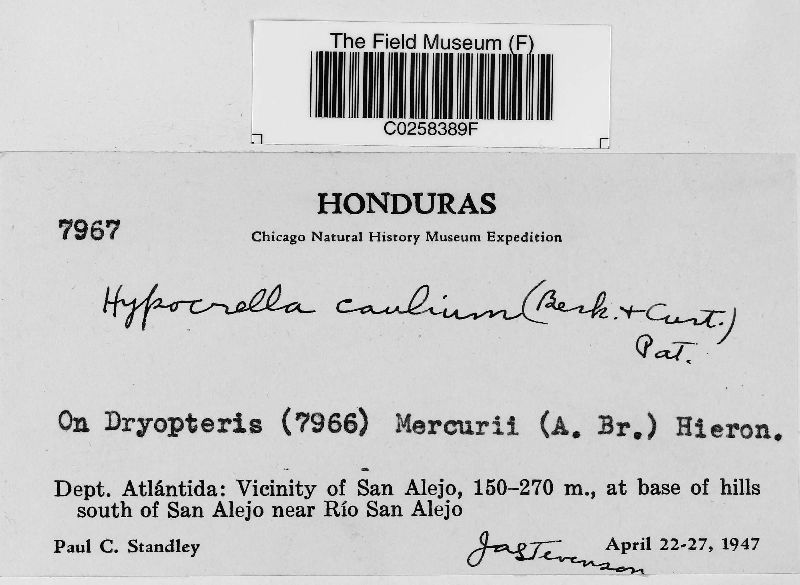 The Field Museum (F)
C0258389F
HONDURAS
7967
Chicago Natural History Museum Expedition
Hypocrella caulium (Berk. + Curt.)
Pat.
On Dryopteris (7966) Mercurii (A. Br.) Hieron.
Dept. Atlántida: Vicinity of San Alejo, 150–270 m., at base of hills
south of San Alejo near Río San Alejo
Paul C. Standley
JaStevenson
April 22-27, 1947